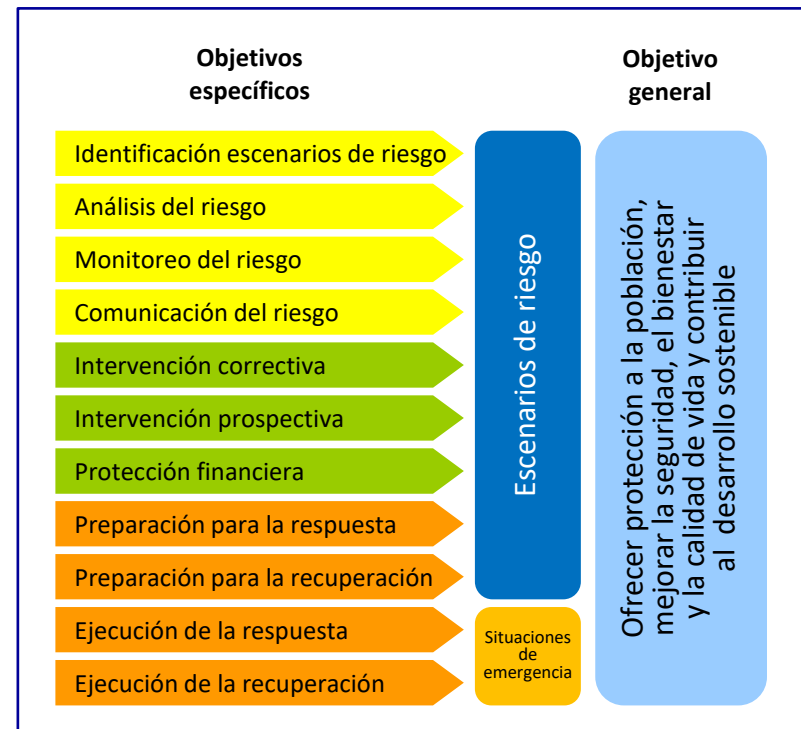 Objetivos
específicos
Objetivo
general
Identificación escenarios de riesgo
Análisis del riesgo
Monitoreo del riesgo
Comunicación del riesgo
Intervención correctiva
Intervención prospectiva
Protección financiera
Preparación para la respuesta
Preparación para la recuperación
Ejecución de la respuesta
Ejecución de la recuperación
Escenarios de riesgo
Situaciones
de
emergencia
Ofrecer protección a la población,
mejorar la seguridad, el bienestar
y la calidad de vida y contribuir
al desarrollo sostenible